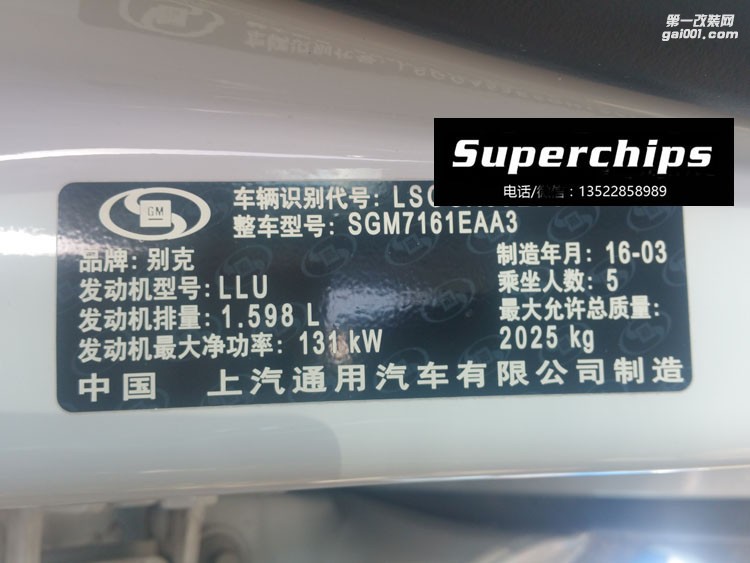 第一改装网
gai001.com
Superchips
电话/微信：13522858989
GM
车辆识别代号: LSG
整车型号: SGM7161EAA3
品牌: 别克
制造年月: 16-03
发动机型号: LLU
乘坐人数: 5
发动机排量: 1.598 L
最大允许总质量:
发动机最大净功率: 131 kW
2025 kg
中国 上汽通用汽车有限公司制造